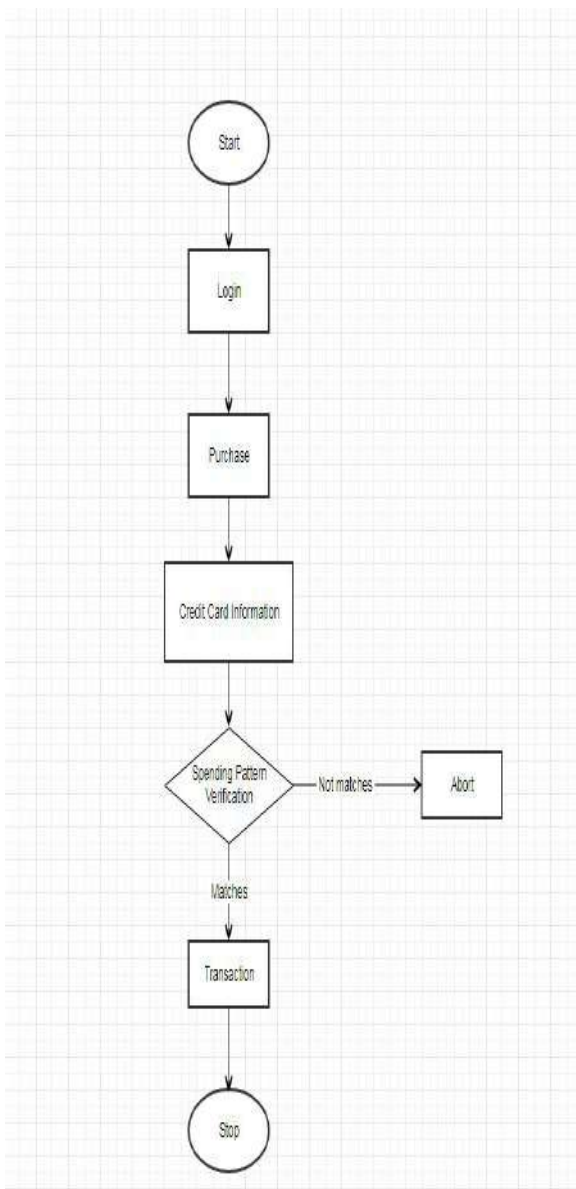 Start
Login
Purchase
Credit Card Information
Spending Pattern
Verification
Not matches
Abort
Matches
Transaction
Stop